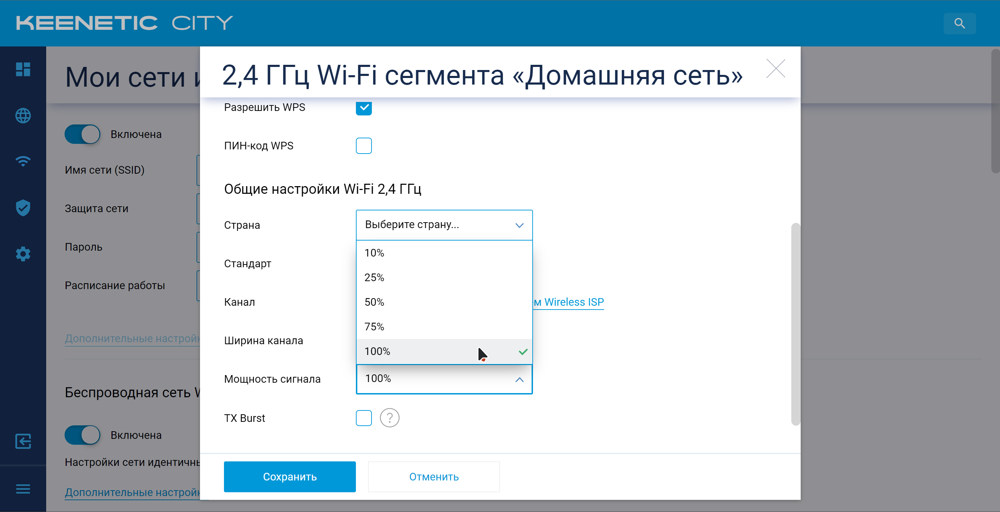 KEENETIC CITY
Мои сети и
2,4 ГГц Wi-Fi сегмента «Домашняя сеть»
Включена
Имя сети (SSID)
Защита сети
Пароль
Расписание работы
Дополнительные
Беспроводная сеть
Включена
Настройки сети
Дополнительные
Разрешить WPS
ПИН-код WPS
Общие настройки Wi-Fi 2,4 ГГц
Страна
Выберите страну...
10%
Стандарт
25%
Канал
50%
Wireless ISP
75%
Ширина канала
100%
Мощность сигнала
100%
TX Burst
?
Сохранить
Отменить